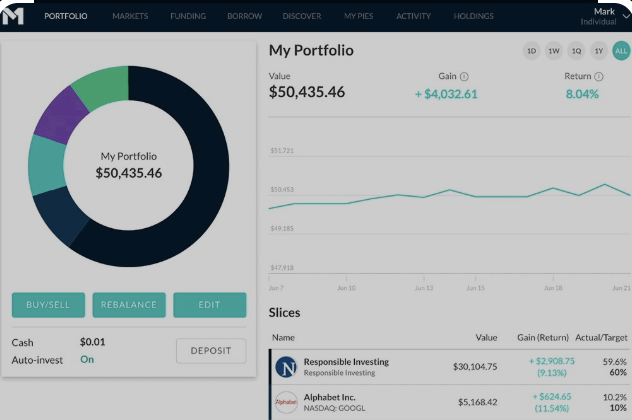 M
PORTFOLIO MARKETS FUNDING BORROW DISCOVER MY PIES ACTIVITY HOLDINGS
Mark
Individual
My Portfolio
1D 1W 1Q 1Y ALL
Value Gain Return
$50,435.46 + $4,032.61 8.04%
My Portfolio
$50,435.46
$51,721
$50,453
$49,185
$47,918
Jun 7 Jun 10 Jun 13 Jun 15 Jun 18 Jun 21
BUY/SELL REBALANCE EDIT
Cash $0.01
Auto-invest On
DEPOSIT
Slices
Name Value Gain (Return) Actual/Target
N
Responsible Investing
Responsible Investing
$30,104.75
+ $2,908.75
(9.13%)
59.6%
60%
Alphabet
Alphabet Inc.
NASDAQ: GOOGL
$5,168.42
+ $624.65
(11.54%)
10.2%
10%